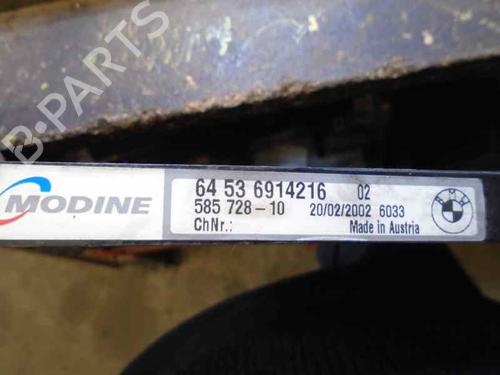 B-PARTS
MODINE
64 53 6914216 02
585 728-10 20/02/2002 6033
ChNr.: Made in Austria
BMW